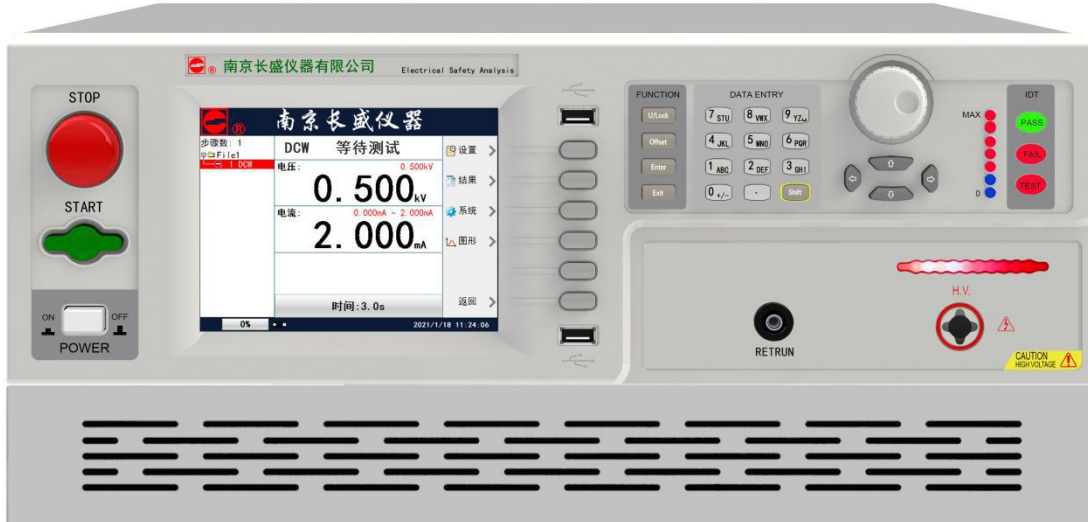 ® 南京长盛仪器有限公司 Electrical Safety Analysis
STOP
START
ON OFF
POWER
® 南京长盛仪器
步骤数: 1
File1
1 DCW
DCW 等待测试
电压: 0.500kV
0.500kV
电流: 0.000mA ~ 2.000mA
2.000mA
时间:3.0s
设置
结果
系统
图形
返回
0% 2021/1/18 11:24:06
FUNCTION
U/Lock
Offset
Enter
Exit
DATA ENTRY
7 STU 8 VWX 9 YZ␣
4 JKL 5 MNO 6 PQR
1 ABC 2 DEF 3 GHI
0 +/- . Shift
MAX
0
IDT
PASS
FAIL
TEST
RETRUN
H.V.
CAUTION
HIGH VOLTAGE